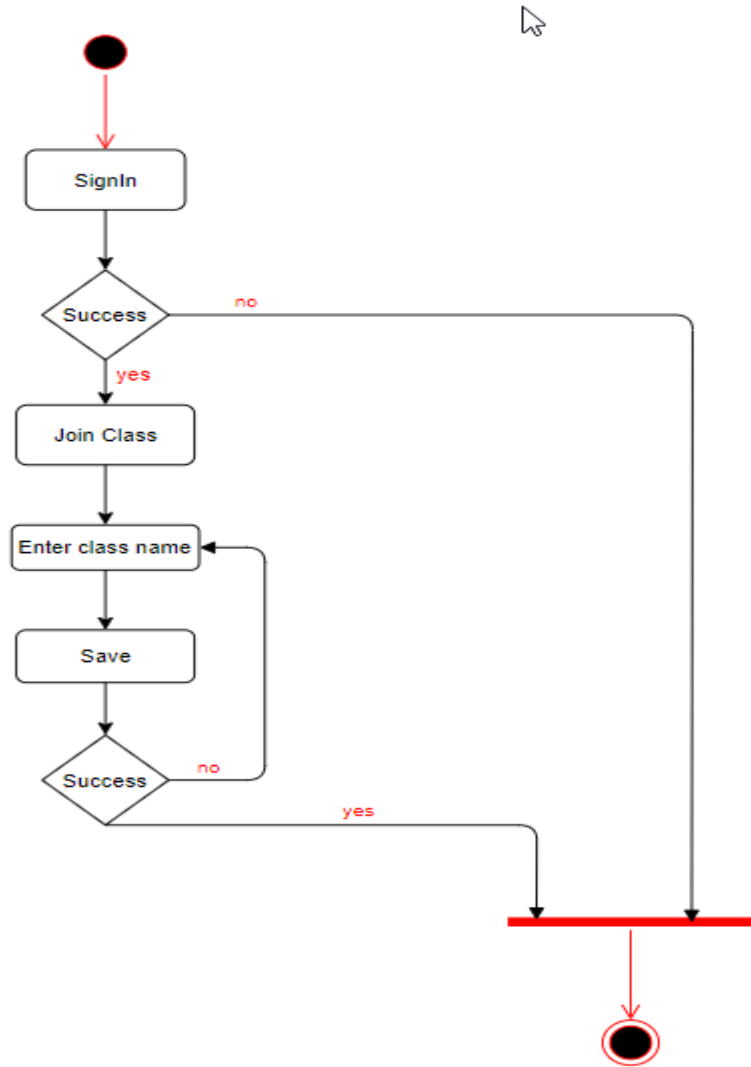 SignIn
Success
no
yes
Join Class
Enter class name
Save
Success
no
yes